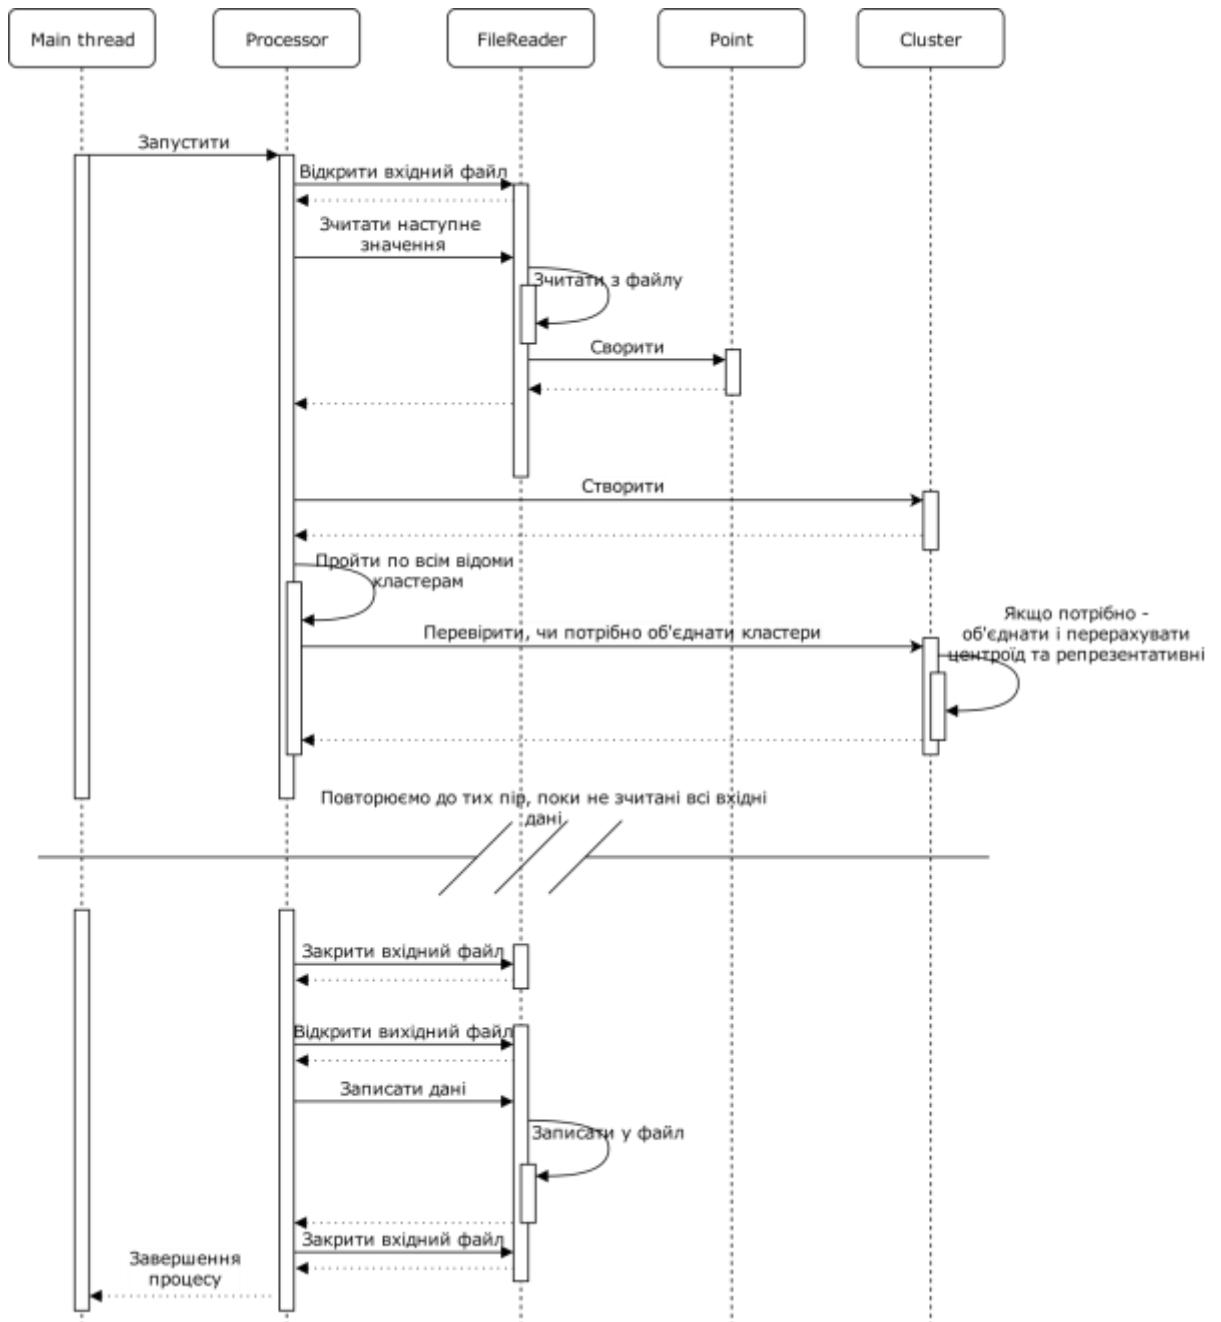 Main thread
Processor
FileReader
Point
Cluster
Запустити
Відкрити вхідний файл
Зчитати наступне
значення
Зчитати з файлу
Сворити
Створити
Пройти по всім відоми
кластерам
Перевірити, чи потрібно об'єднати кластери
Якщо потрібно -
об'єднати і перерахувати
центроїд та репрезентативні
Повторюємо до тих пір, поки не зчитані всі вхідні
дані
Закрити вхідний файл
Відкрити вихідний файл
Записати дані
Записати у файл
Закрити вхідний файл
Завершення
процесу